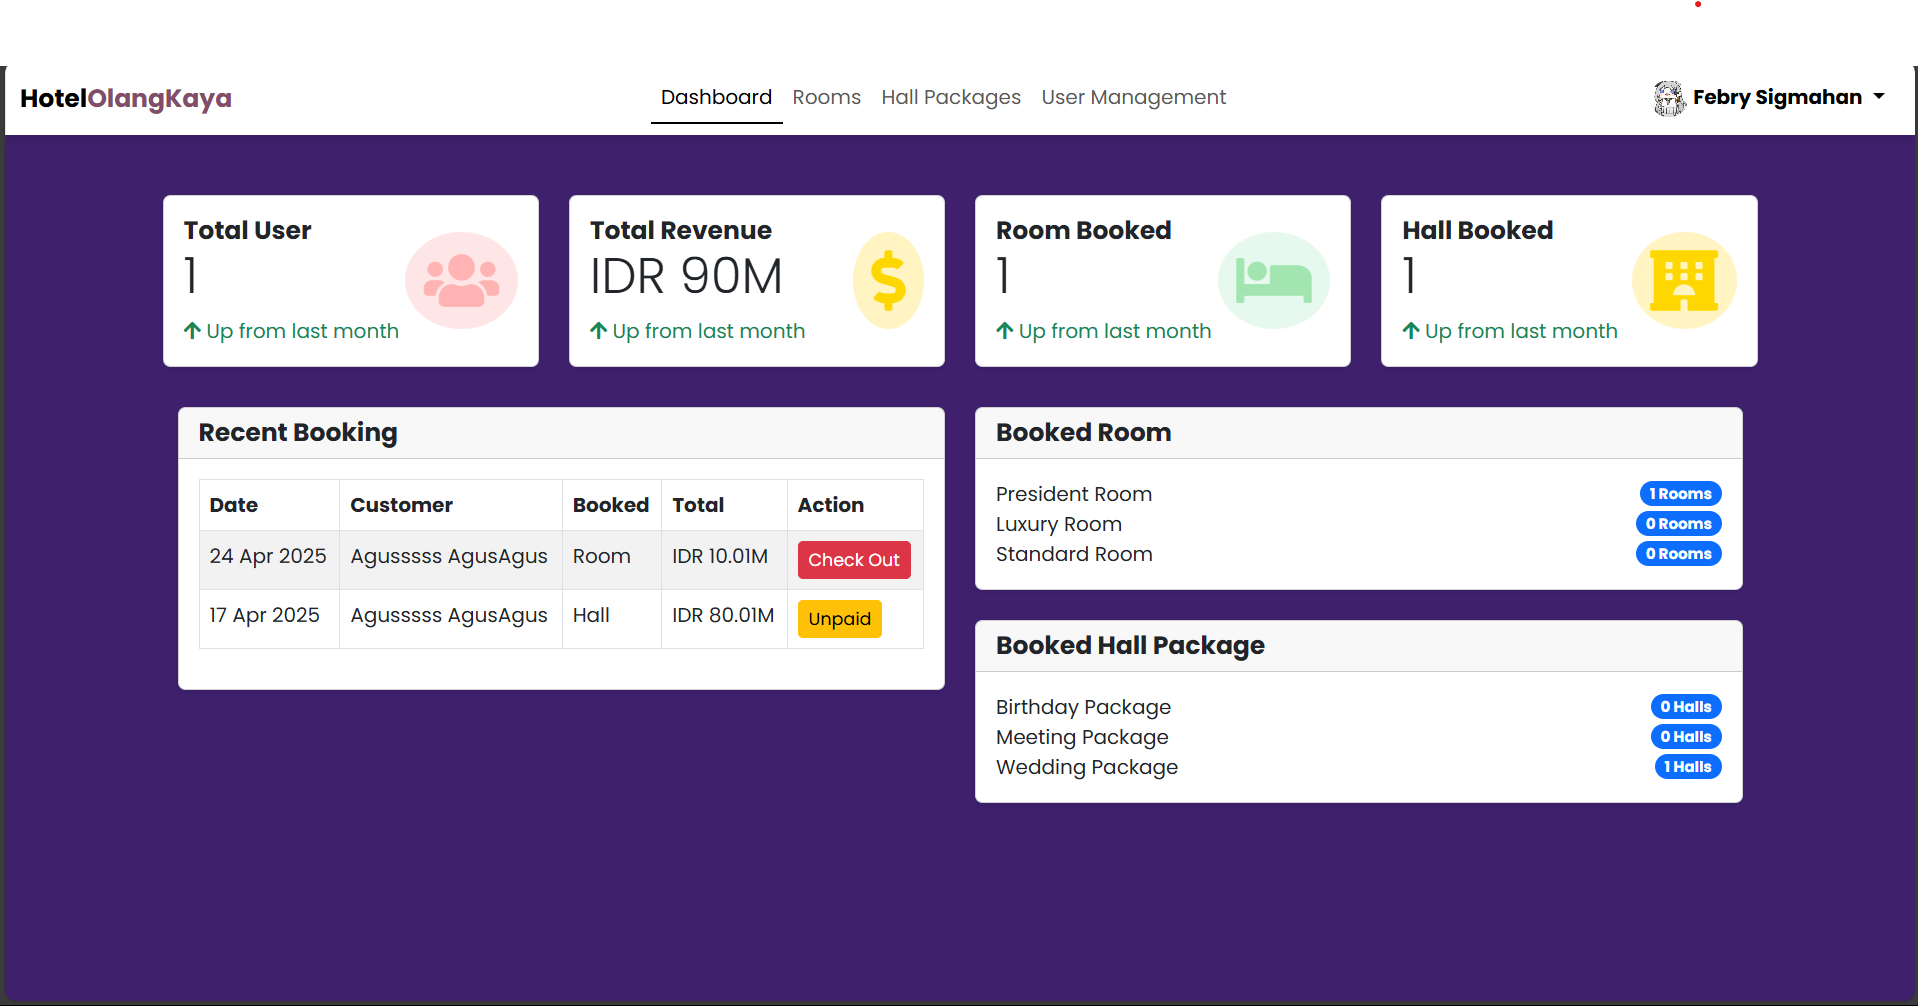 HotelOlangKaya
Dashboard Rooms Hall Packages User Management
Febry Sigmahan
Total User
1
Up from last month
Total Revenue
IDR 90M
Up from last month
Room Booked
1
Up from last month
Hall Booked
1
Up from last month
Recent Booking
Date Customer Booked Total Action
24 Apr 2025 Agusssss AgusAgus Room IDR 10.01M Check Out
17 Apr 2025 Agusssss AgusAgus Hall IDR 80.01M Unpaid
Booked Room
President Room 1 Rooms
Luxury Room 0 Rooms
Standard Room 0 Rooms
Booked Hall Package
Birthday Package 0 Halls
Meeting Package 0 Halls
Wedding Package 1 Halls